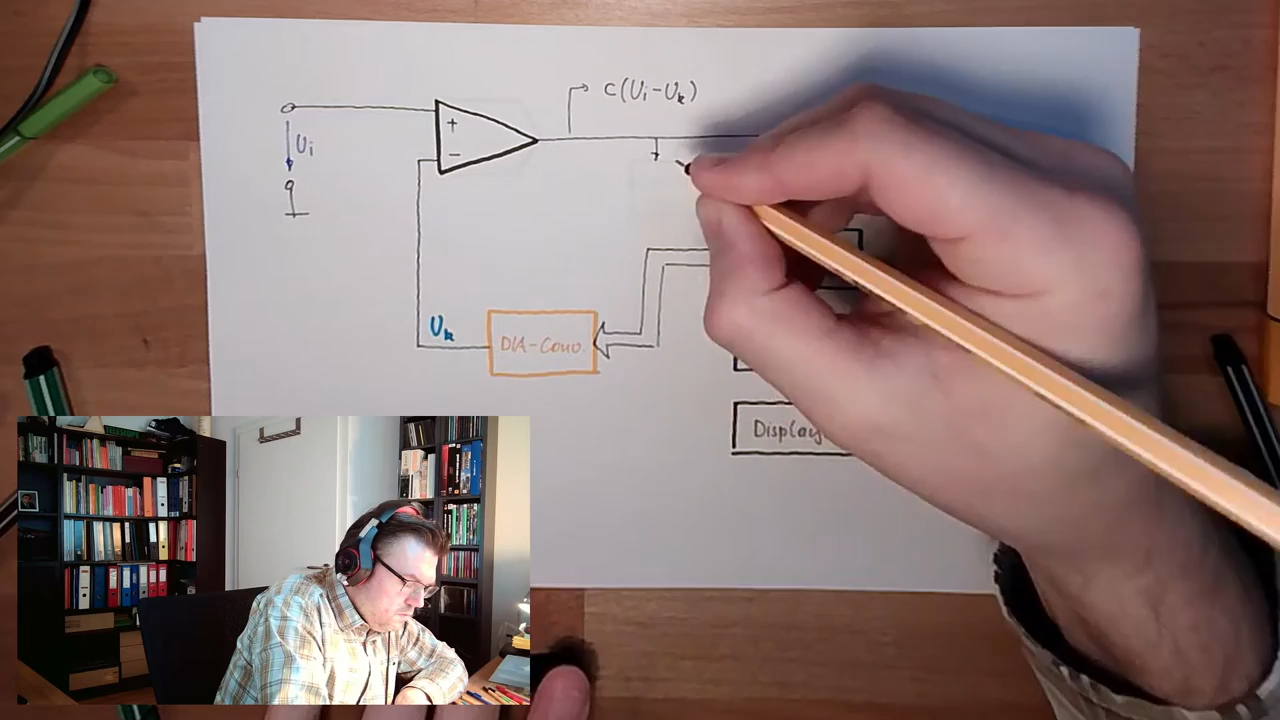 c(Ui-Uk)
+
Ui
-
Uk
D/A-Conv.
Display